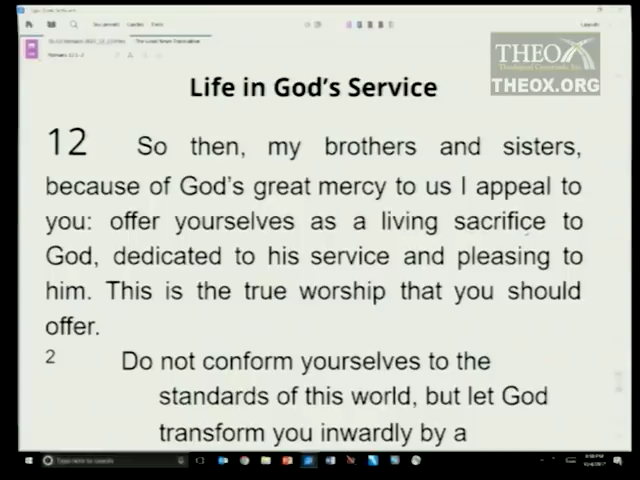 THEOX
THEOX.ORG
Life in God's Service
12 So then, my brothers and sisters,
because of God's great mercy to us I appeal to
you: offer yourselves as a living sacrifice to
God, dedicated to his service and pleasing to
him. This is the true worship that you should
offer.
2 Do not conform yourselves to the
standards of this world, but let God
transform you inwardly by a